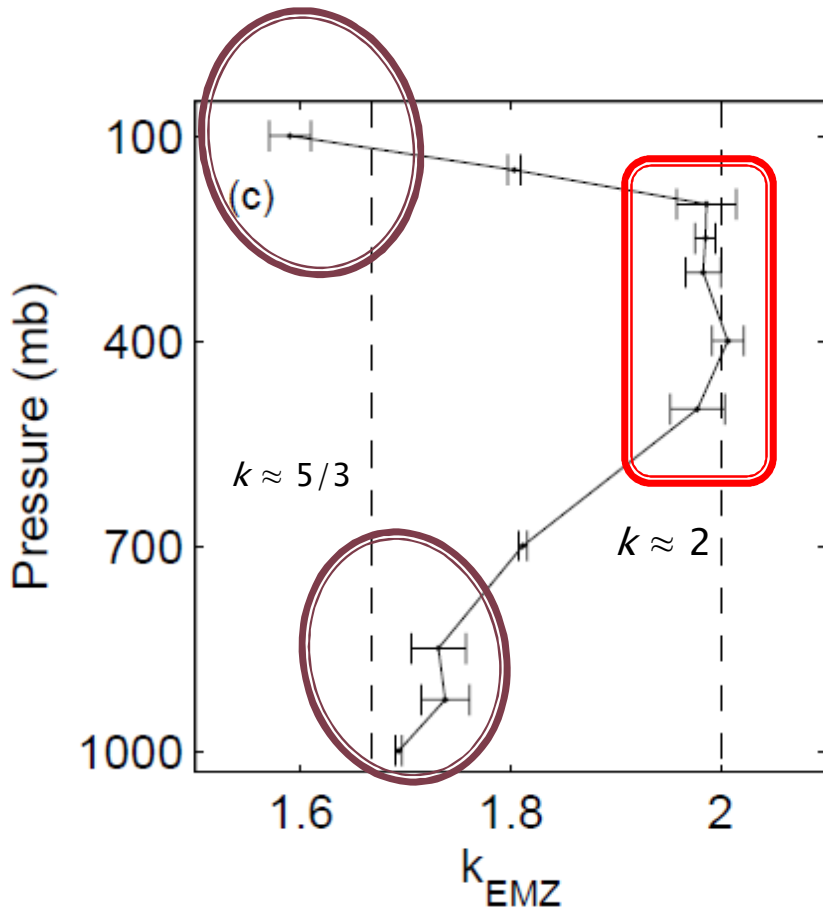 100
(c)
400
k ≈ 5/3
k ≈ 2
700
1000
Pressure (mb)
1.6
1.8
2
k_EMZ